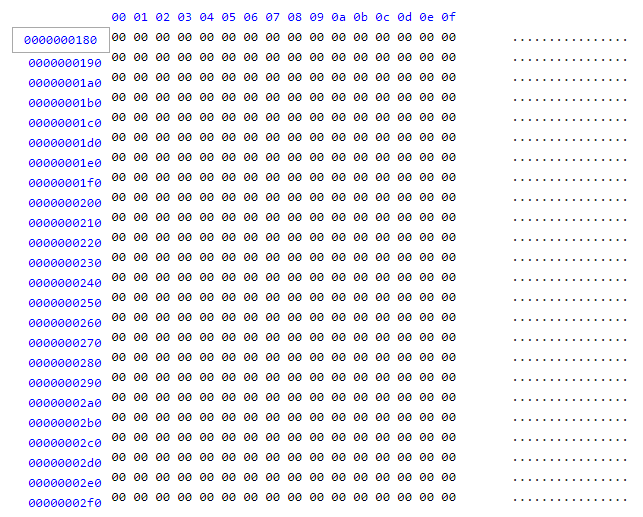 00 01 02 03 04 05 06 07 08 09 0a 0b 0c 0d 0e 0f
0000000180 00 00 00 00 00 00 00 00 00 00 00 00 00 00 00 00 ................
0000000190 00 00 00 00 00 00 00 00 00 00 00 00 00 00 00 00 ................
00000001a0 00 00 00 00 00 00 00 00 00 00 00 00 00 00 00 00 ................
00000001b0 00 00 00 00 00 00 00 00 00 00 00 00 00 00 00 00 ................
00000001c0 00 00 00 00 00 00 00 00 00 00 00 00 00 00 00 00 ................
00000001d0 00 00 00 00 00 00 00 00 00 00 00 00 00 00 00 00 ................
00000001e0 00 00 00 00 00 00 00 00 00 00 00 00 00 00 00 00 ................
00000001f0 00 00 00 00 00 00 00 00 00 00 00 00 00 00 00 00 ................
0000000200 00 00 00 00 00 00 00 00 00 00 00 00 00 00 00 00 ................
0000000210 00 00 00 00 00 00 00 00 00 00 00 00 00 00 00 00 ................
0000000220 00 00 00 00 00 00 00 00 00 00 00 00 00 00 00 00 ................
0000000230 00 00 00 00 00 00 00 00 00 00 00 00 00 00 00 00 ................
0000000240 00 00 00 00 00 00 00 00 00 00 00 00 00 00 00 00 ................
0000000250 00 00 00 00 00 00 00 00 00 00 00 00 00 00 00 00 ................
0000000260 00 00 00 00 00 00 00 00 00 00 00 00 00 00 00 00 ................
0000000270 00 00 00 00 00 00 00 00 00 00 00 00 00 00 00 00 ................
0000000280 00 00 00 00 00 00 00 00 00 00 00 00 00 00 00 00 ................
0000000290 00 00 00 00 00 00 00 00 00 00 00 00 00 00 00 00 ................
00000002a0 00 00 00 00 00 00 00 00 00 00 00 00 00 00 00 00 ................
00000002b0 00 00 00 00 00 00 00 00 00 00 00 00 00 00 00 00 ................
00000002c0 00 00 00 00 00 00 00 00 00 00 00 00 00 00 00 00 ................
00000002d0 00 00 00 00 00 00 00 00 00 00 00 00 00 00 00 00 ................
00000002e0 00 00 00 00 00 00 00 00 00 00 00 00 00 00 00 00 ................
00000002f0 00 00 00 00 00 00 00 00 00 00 00 00 00 00 00 00 ................